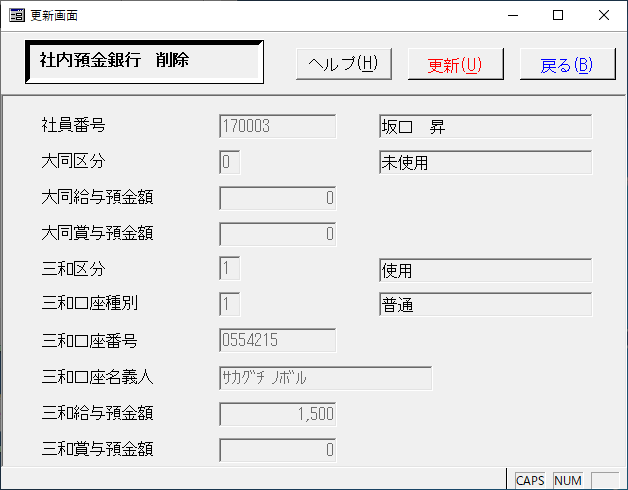 更新画面
社内預金銀行　削除
ヘルプ(H)
更新(U)
戻る(B)
社員番号 170003 坂口　昇
大同区分 0 未使用
大同給与預金額 0
大同賞与預金額 0
三和区分 1 使用
三和口座種別 1 普通
三和口座番号 0554215
三和口座名義人 ｻｶｸﾞﾁ ﾉﾎﾞﾙ
三和給与預金額 1,500
三和賞与預金額 0
CAPS NUM